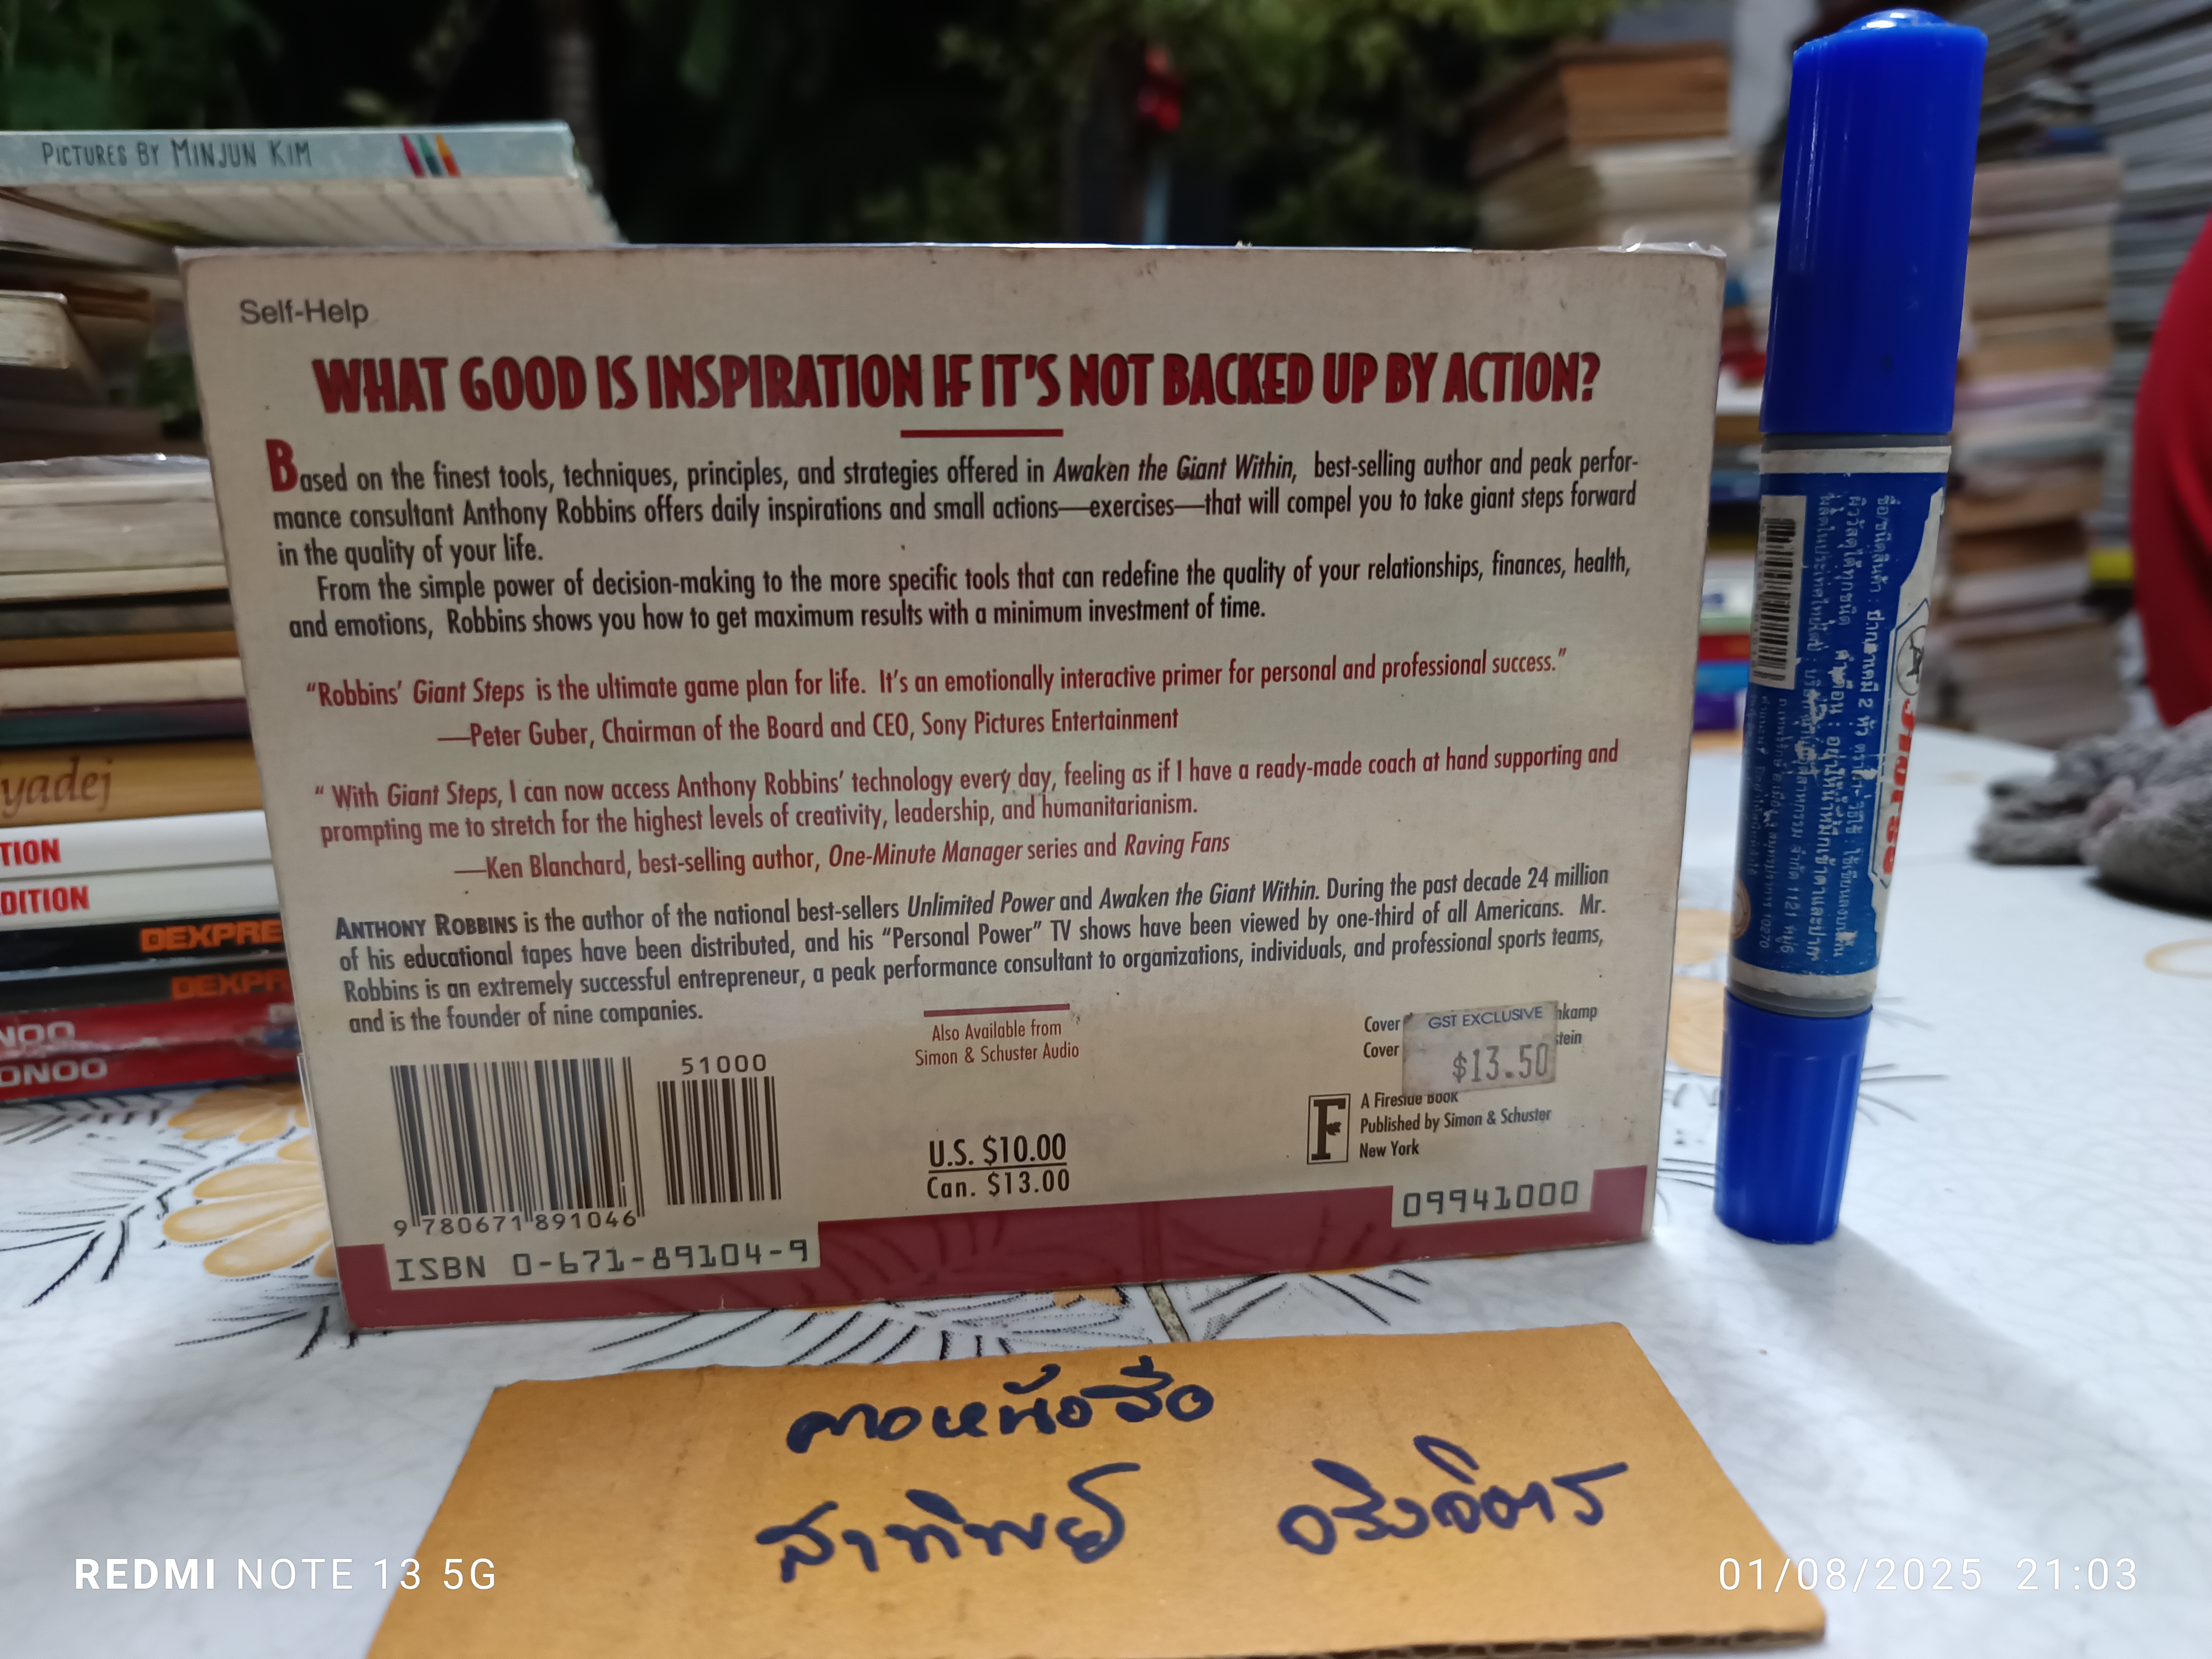 PICTURES BY MINJUN KIM
Self-Help
WHAT GOOD IS INSPIRATION IF IT'S NOT BACKED UP BY ACTION?
Based on the finest tools, techniques, principles, and strategies offered in Awaken the Giant Within, best-selling author and peak perfor-
mance consultant Anthony Robbins offers daily inspirations and small actions—exercises—that will compel you to take giant steps forward
in the quality of your life.
From the simple power of decision-making to the more specific tools that can redefine the quality of your relationships, finances, health,
and emotions, Robbins shows you how to get maximum results with a minimum investment of time.
“Robbins’ Giant Steps is the ultimate game plan for life. It’s an emotionally interactive primer for personal and professional success.”
—Peter Guber, Chairman of the Board and CEO, Sony Pictures Entertainment
“ With Giant Steps, I can now access Anthony Robbins’ technology every day, feeling as if I have a ready-made coach at hand supporting and
prompting me to stretch for the highest levels of creativity, leadership, and humanitarianism.
—Ken Blanchard, best-selling author, One-Minute Manager series and Raving Fans
ANTHONY ROBBINS is the author of the national best-sellers Unlimited Power and Awaken the Giant Within. During the past decade 24 million
of his educational tapes have been distributed, and his “Personal Power” TV shows have been viewed by one-third of all Americans. Mr.
Robbins is an extremely successful entrepreneur, a peak performance consultant to organizations, individuals, and professional sports teams,
and is the founder of nine companies.
Also Available from
Simon & Schuster Audio
Cover
Cover
GST EXCLUSIVE
$13.50
hkamp
stein
A Fireside Book
Published by Simon & Schuster
New York
F
51000
U.S. $10.00
Can. $13.00
9 780671 891046
ISBN 0-671-89104-9
09941000
yadej
TION
DITION
DEXPRE
DEXPR
NOO
ONOO
ตาอหนังสือ
สาทิพย์
REDMI NOTE 13 5G
01/08/2025 21:03